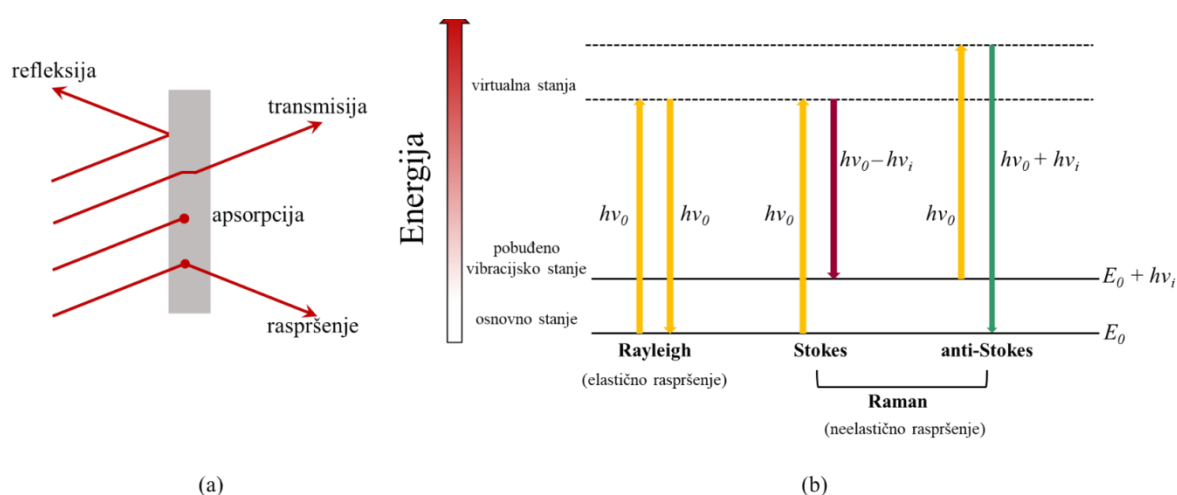 refleksija
transmisija
apsorpcija
raspršenje
(a)
Energija
virtualna stanja
pobuđeno
vibracijsko stanje
osnovno stanje
hν₀
hν₀
hν₀
hν₀−hνᵢ
hν₀
hν₀ + hνᵢ
E₀ + hνᵢ
E₀
Rayleigh
(elastično raspršenje)
Stokes
anti-Stokes
Raman
(neelastično raspršenje)
(b)